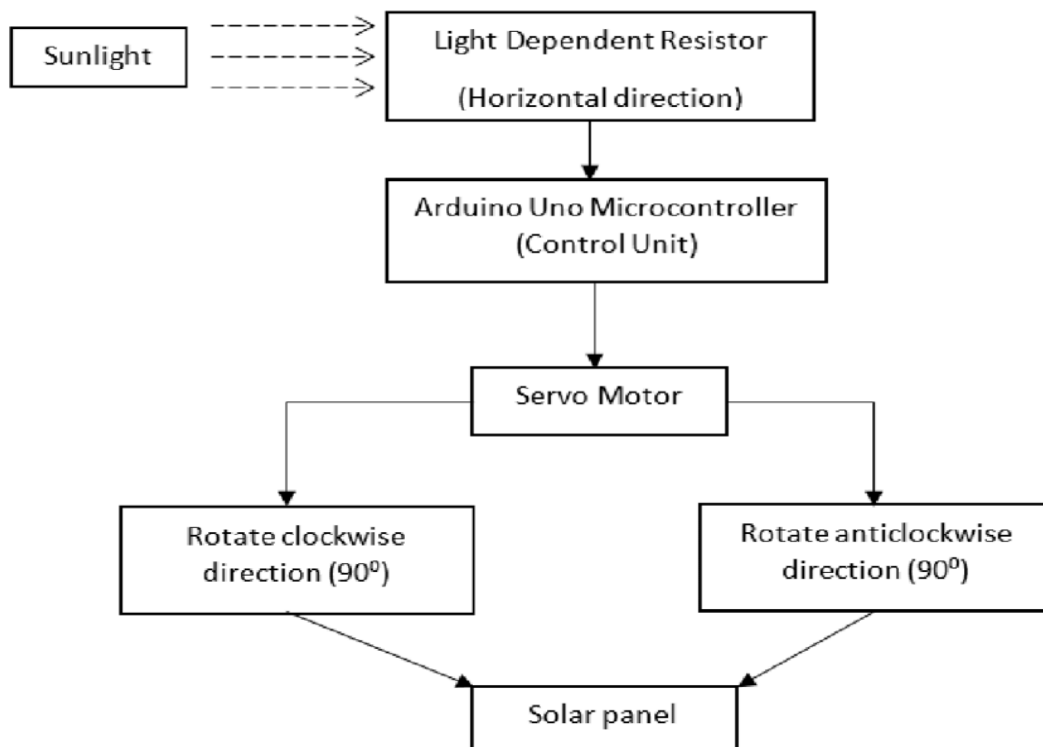 Sunlight
Light Dependent Resistor
(Horizontal direction)
Arduino Uno Microcontroller
(Control Unit)
Servo Motor
Rotate clockwise
direction (90⁰)
Rotate anticlockwise
direction (90⁰)
Solar panel